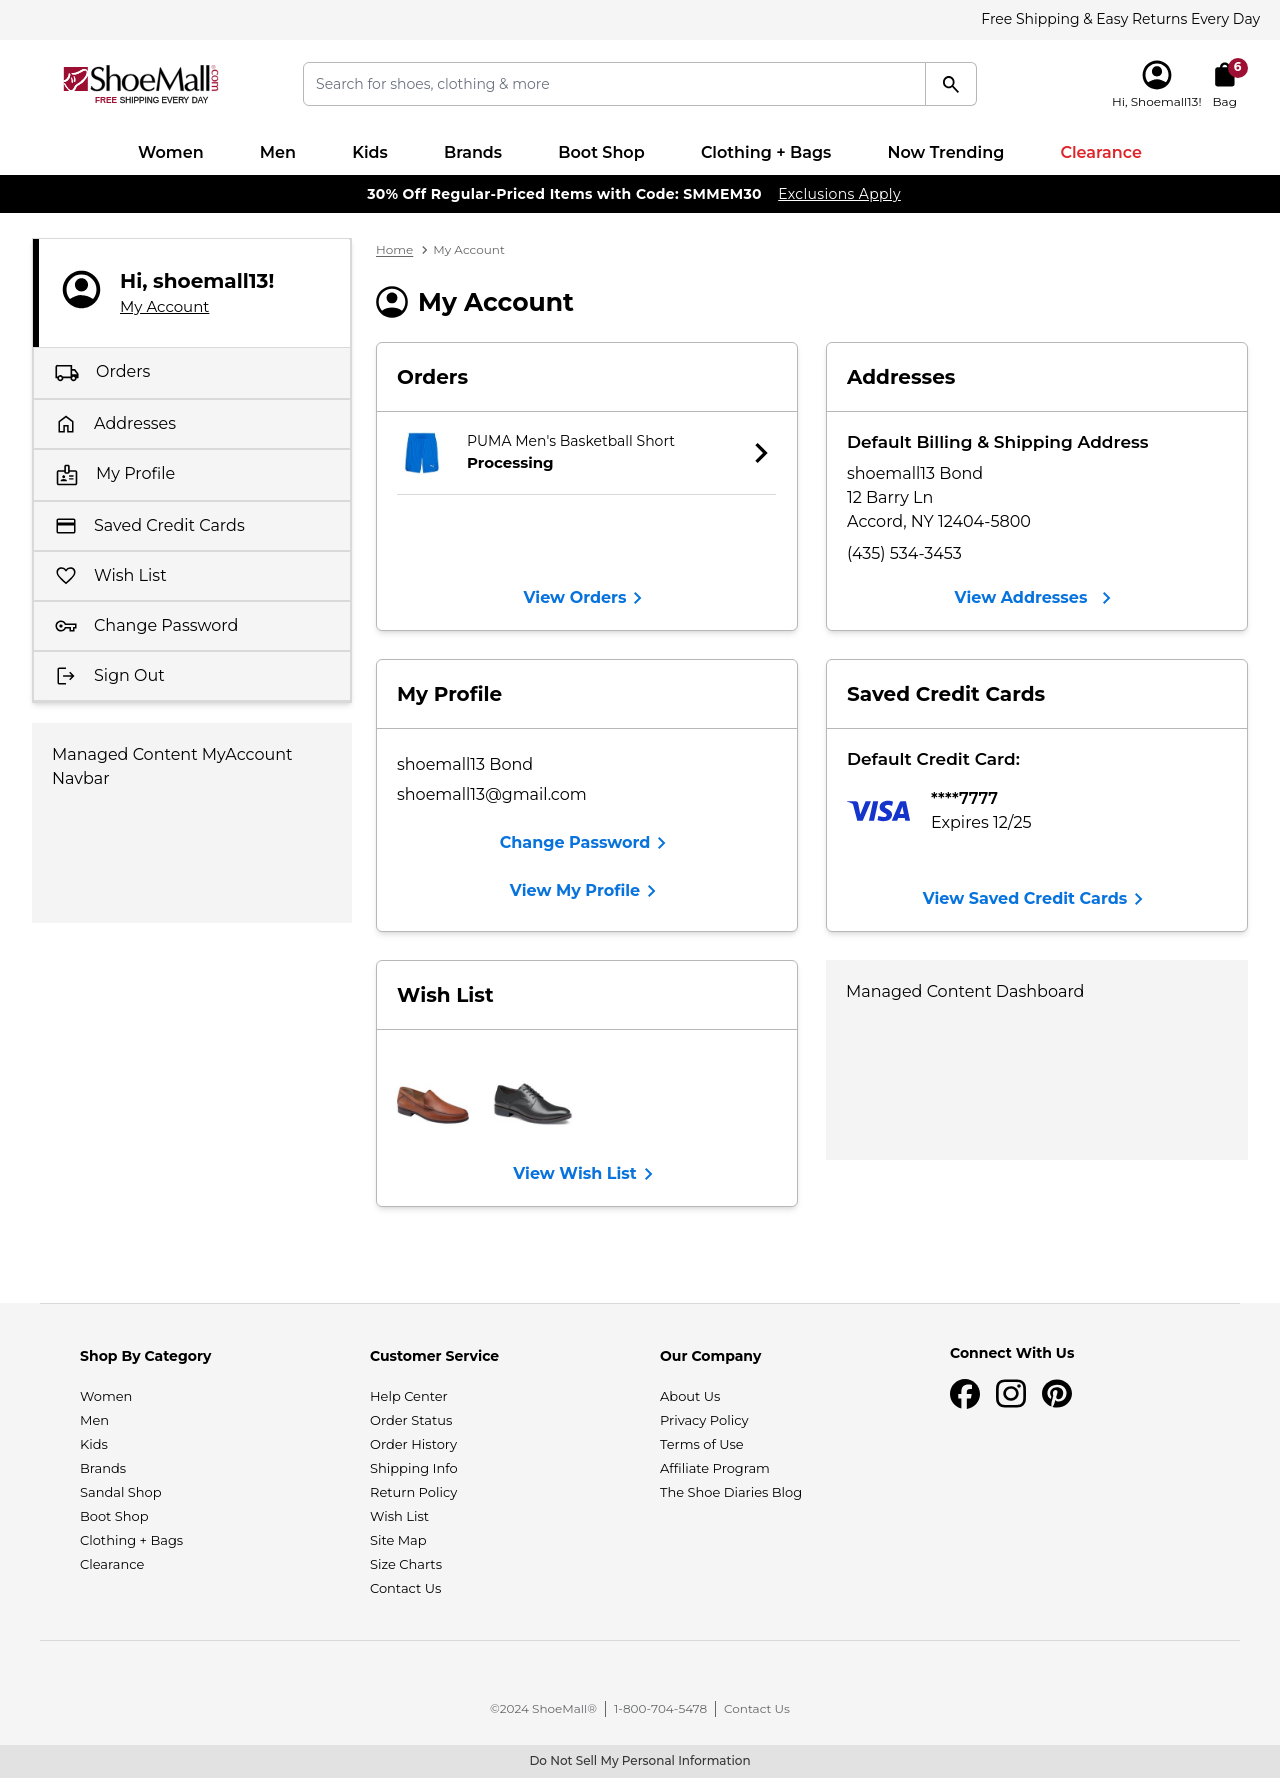 Free Shipping & Easy Returns Every Day
ShoeMall.com
FREE SHIPPING EVERY DAY
Search for shoes, clothing & more
6
Hi, Shoemall13!
Bag
Women
Men
Kids
Brands
Boot Shop
Clothing + Bags
Now Trending
Clearance
30% Off Regular-Priced Items with Code: SMMEM30 Exclusions Apply
Hi, shoemall13!
My Account
Orders
Addresses
My Profile
Saved Credit Cards
Wish List
Change Password
Sign Out
Managed Content MyAccount
Navbar
Home > My Account
My Account
Orders
PUMA Men's Basketball Short
Processing
View Orders
Addresses
Default Billing & Shipping Address
shoemall13 Bond
12 Barry Ln
Accord, NY 12404-5800
(435) 534-3453
View Addresses
My Profile
shoemall13 Bond
shoemall13@gmail.com
Change Password
View My Profile
Saved Credit Cards
Default Credit Card:
VISA
****7777
Expires 12/25
View Saved Credit Cards
Wish List
View Wish List
Managed Content Dashboard
Shop By Category
Women
Men
Kids
Brands
Sandal Shop
Boot Shop
Clothing + Bags
Clearance
Customer Service
Help Center
Order Status
Order History
Shipping Info
Return Policy
Wish List
Site Map
Size Charts
Contact Us
Our Company
About Us
Privacy Policy
Terms of Use
Affiliate Program
The Shoe Diaries Blog
Connect With Us
©2024 ShoeMall® | 1-800-704-5478 | Contact Us
Do Not Sell My Personal Information